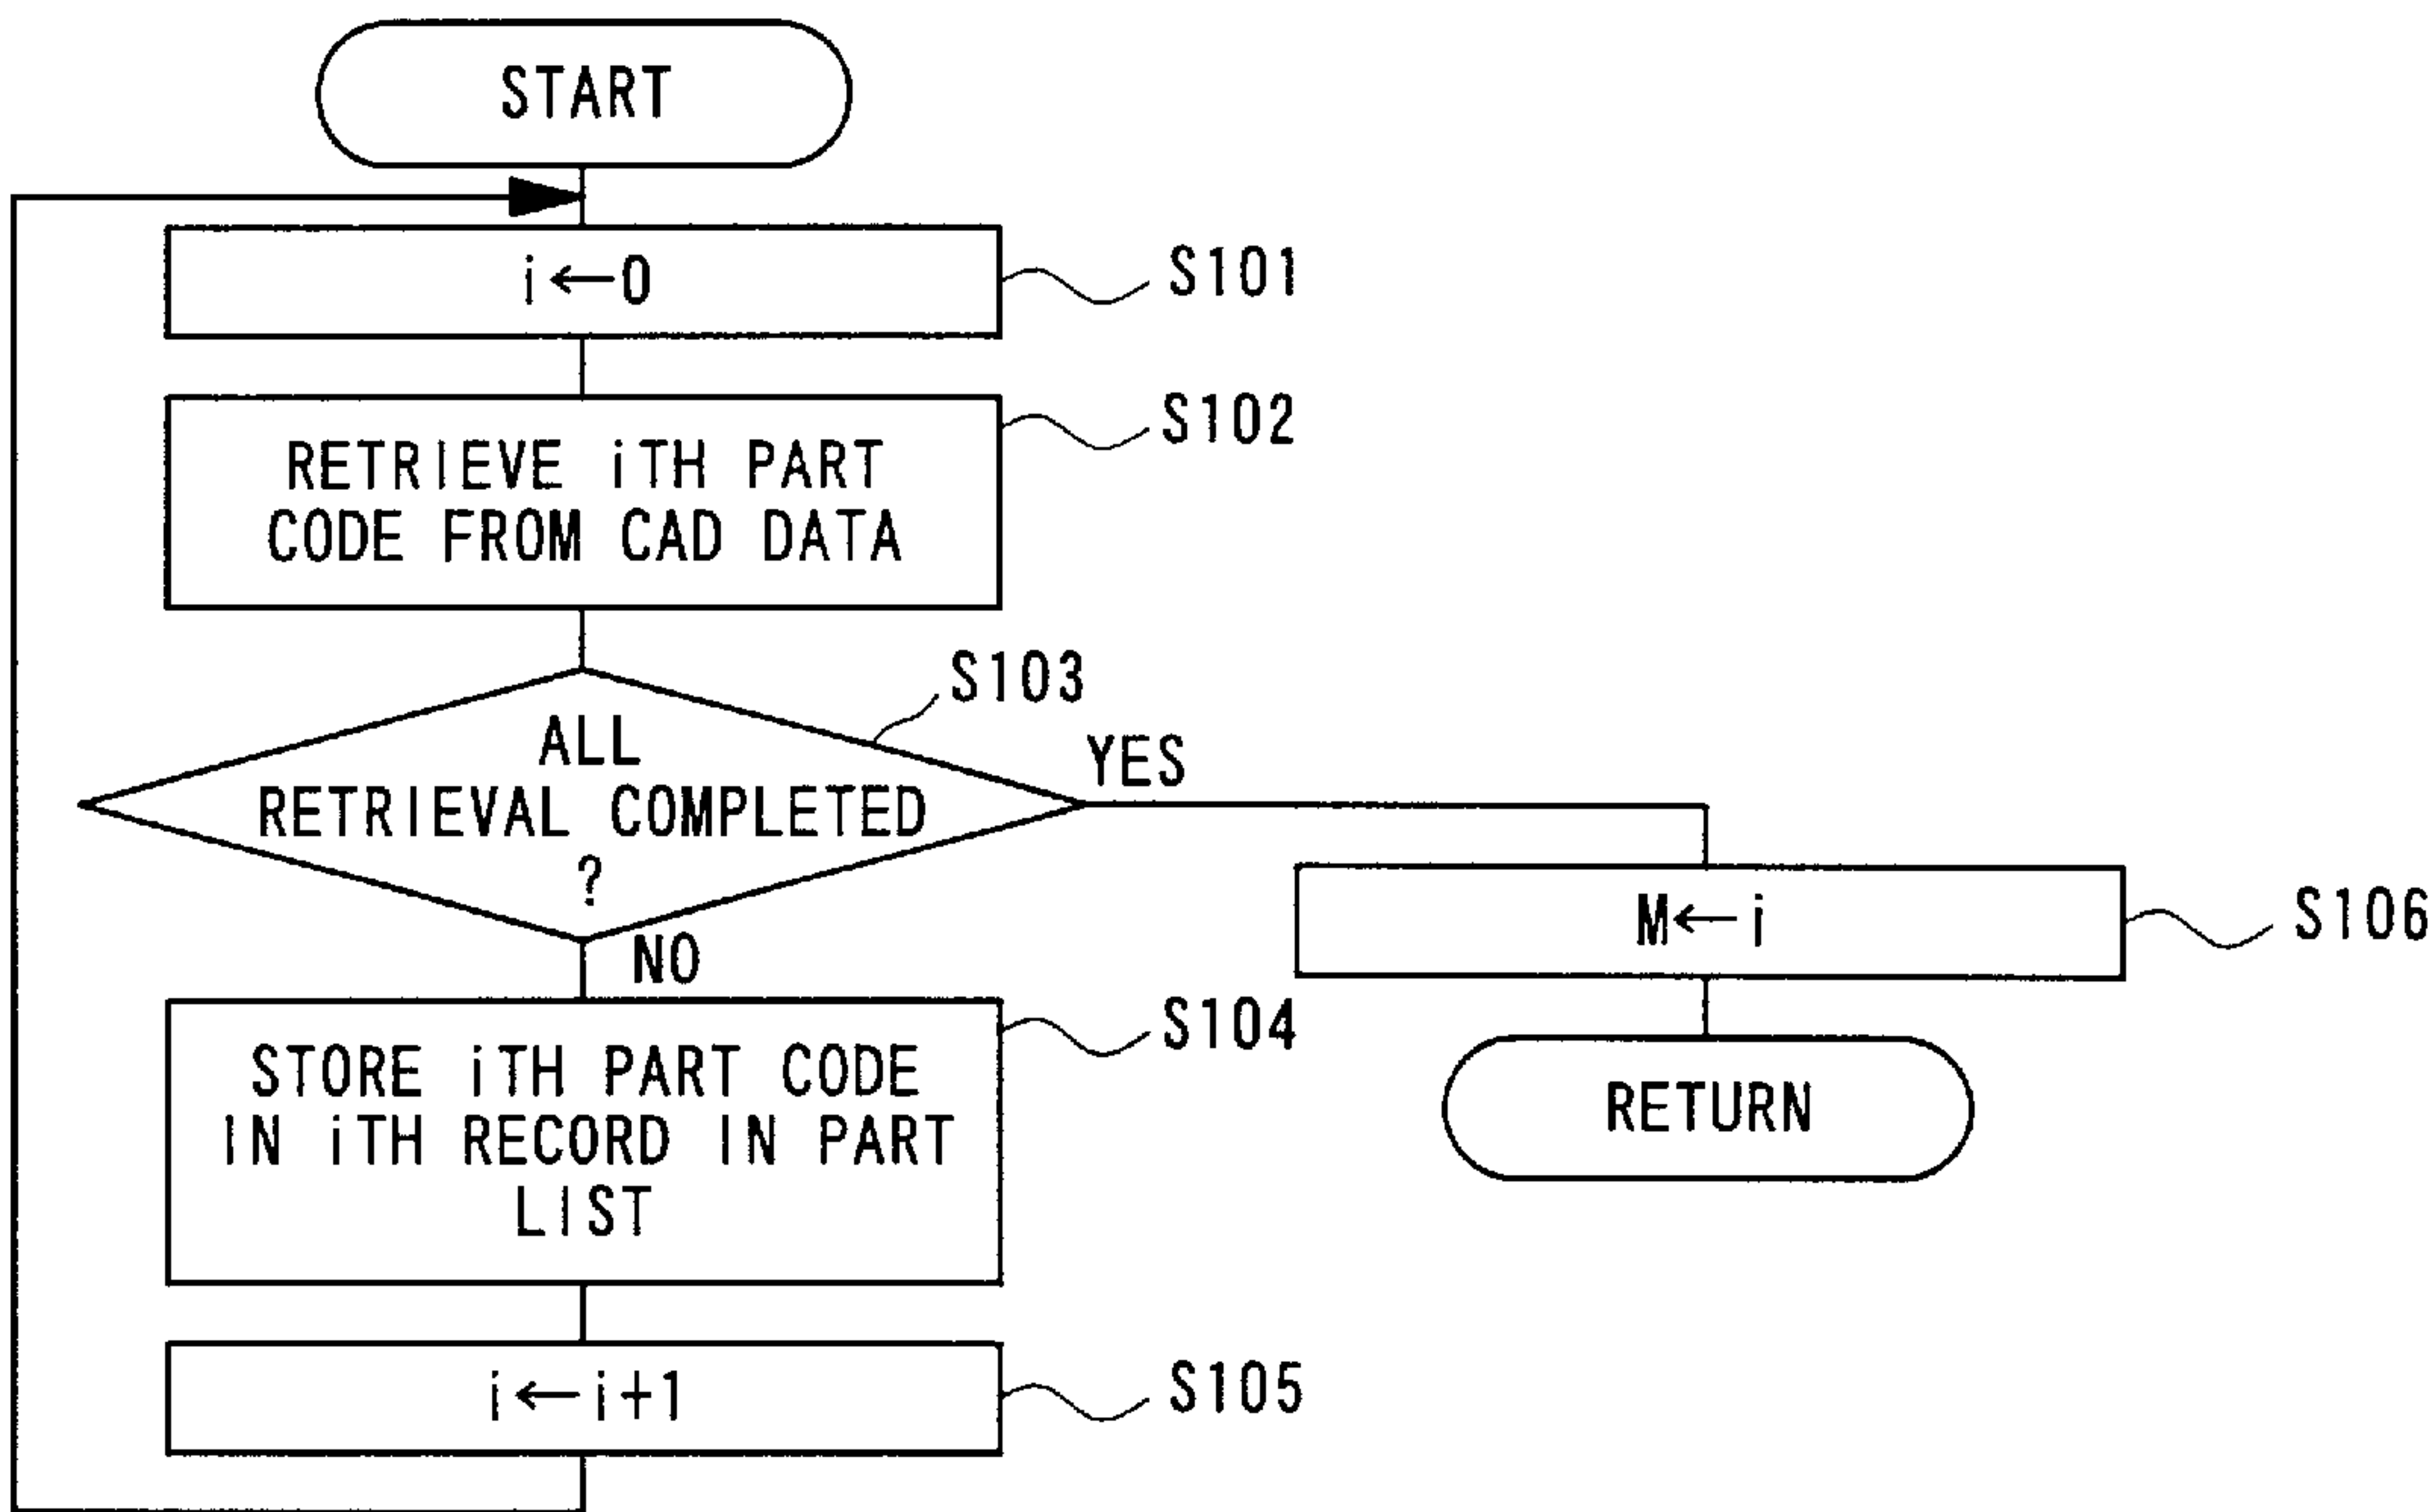 START
i←0
S101
RETRIEVE iTH PART
CODE FROM CAD DATA
S102
ALL
RETRIEVAL COMPLETED
?
S103
YES
NO
STORE iTH PART CODE
IN iTH RECORD IN PART
LIST
S104
i←i+1
S105
M←i
S106
RETURN